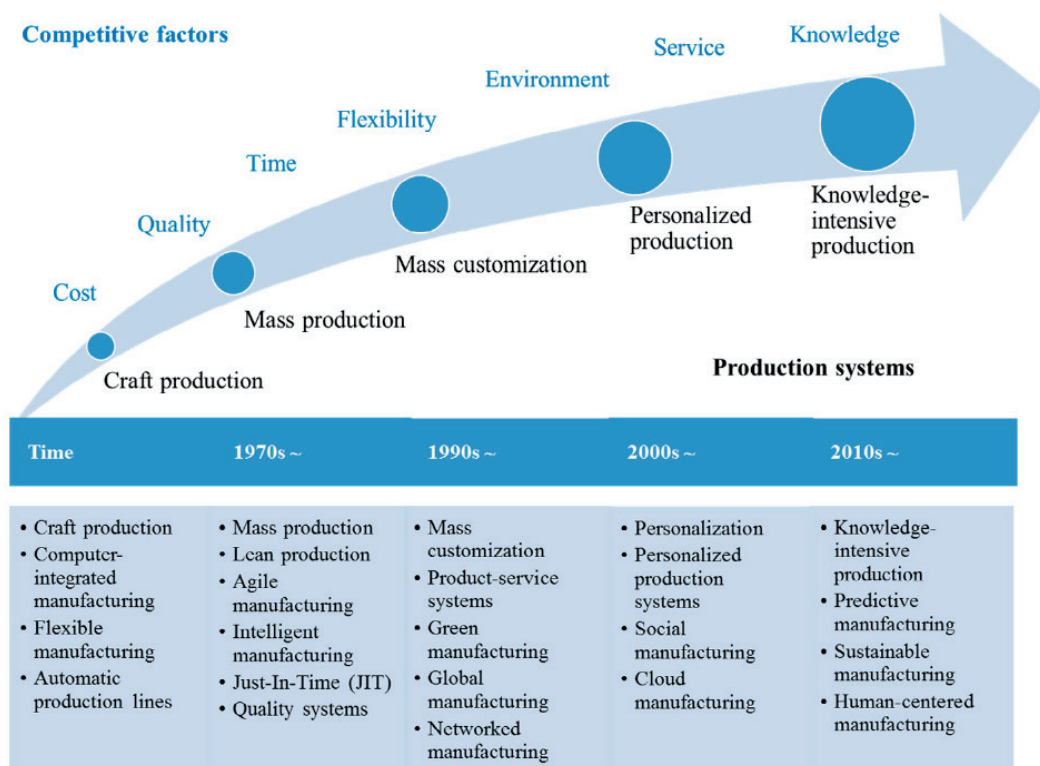 Competitive factors
Cost
Quality
Time
Flexibility
Environment
Service
Knowledge
Craft production
Mass production
Mass customization
Personalized
production
Knowledge-
intensive
production
Production systems
Time
1970s ~
1990s ~
2000s ~
2010s ~
• Craft production
• Computer-
integrated
manufacturing
• Flexible
manufacturing
• Automatic
production lines
• Mass production
• Lean production
• Agile
manufacturing
• Intelligent
manufacturing
• Just-In-Time (JIT)
• Quality systems
• Mass
customization
• Product-service
systems
• Green
manufacturing
• Global
manufacturing
• Networked
manufacturing
• Personalization
• Personalized
production
systems
• Social
manufacturing
• Cloud
manufacturing
• Knowledge-
intensive
production
• Predictive
manufacturing
• Sustainable
manufacturing
• Human-centered
manufacturing